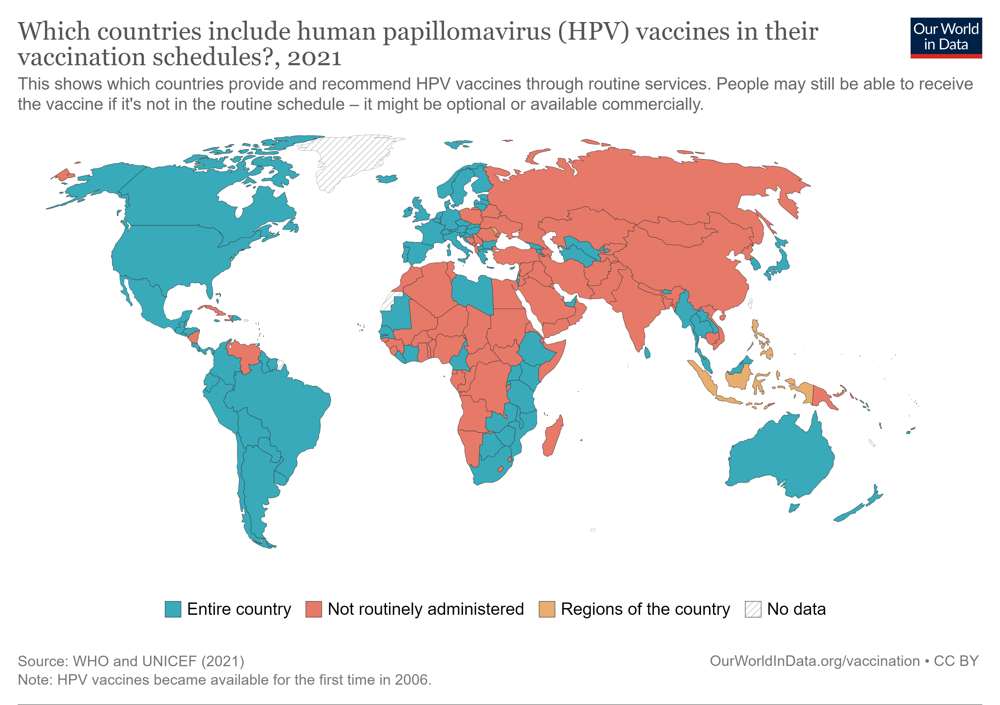 Which countries include human papillomavirus (HPV) vaccines in their
vaccination schedules?, 2021
Our World
in Data
This shows which countries provide and recommend HPV vaccines through routine services. People may still be able to receive
the vaccine if it's not in the routine schedule – it might be optional or available commercially.
Entire country
Not routinely administered
Regions of the country
No data
Source: WHO and UNICEF (2021)
OurWorldInData.org/vaccination • CC BY
Note: HPV vaccines became available for the first time in 2006.